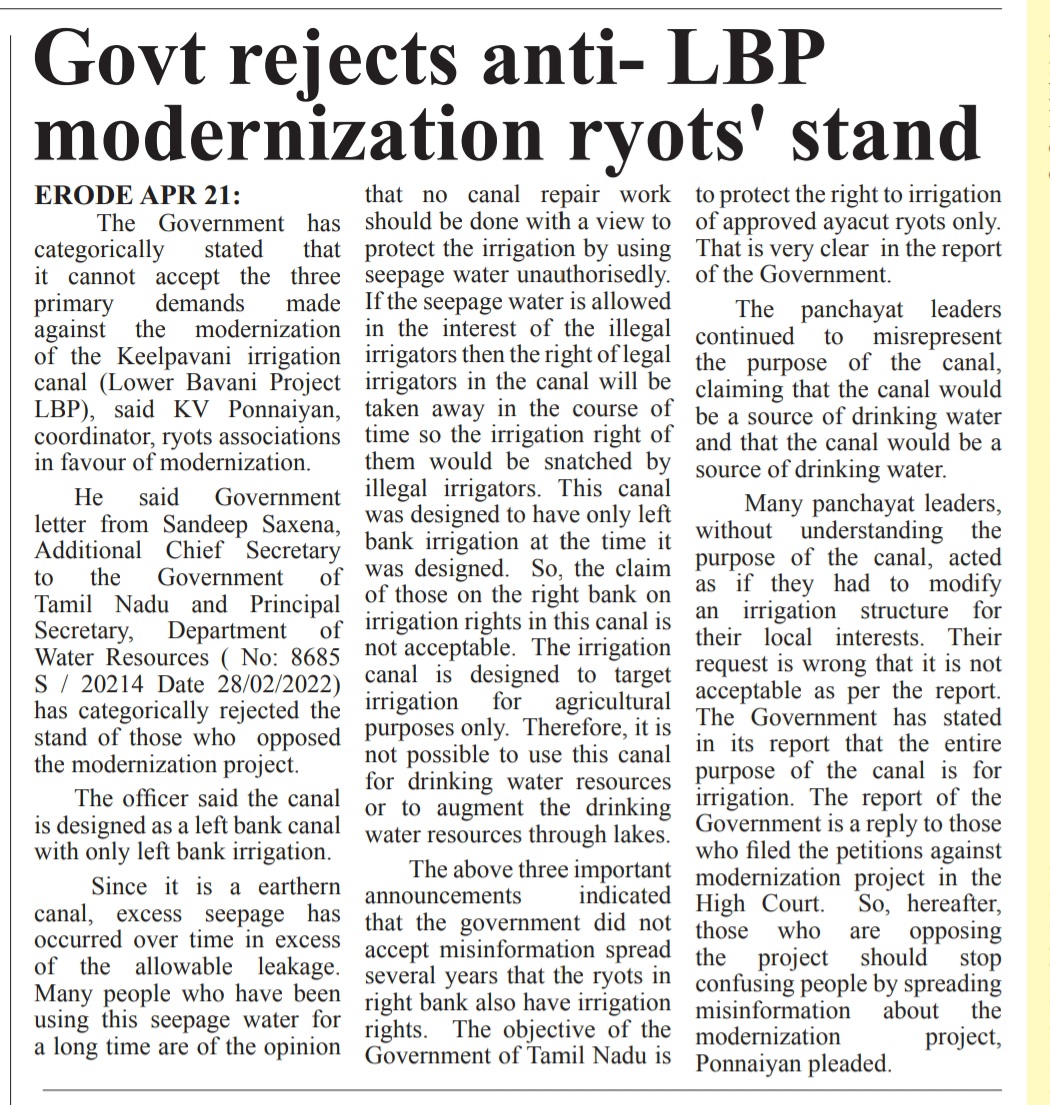 Govt rejects anti- LBP
modernization ryots' stand
ERODE APR 21:
The Government has
categorically stated that
it cannot accept the three
primary demands made
against the modernization
of the Keelpavani irrigation
canal (Lower Bavani Project
LBP), said KV Ponnaiyan,
coordinator, ryots associations
in favour of modernization.
He said Government
letter from Sandeep Saxena,
Additional Chief Secretary
to the Government of
Tamil Nadu and Principal
Secretary, Department of
Water Resources ( No: 8685
S / 20214 Date 28/02/2022)
has categorically rejected the
stand of those who opposed
the modernization project.
The officer said the canal
is designed as a left bank canal
with only left bank irrigation.
Since it is a earthern
canal, excess seepage has
occurred over time in excess
of the allowable leakage.
Many people who have been
using this seepage water for
a long time are of the opinion
that no canal repair work
should be done with a view to
protect the irrigation by using
seepage water unauthorisedly.
If the seepage water is allowed
in the interest of the illegal
irrigators then the right of legal
irrigators in the canal will be
taken away in the course of
time so the irrigation right of
them would be snatched by
illegal irrigators. This canal
was designed to have only left
bank irrigation at the time it
was designed. So, the claim
of those on the right bank on
irrigation rights in this canal is
not acceptable. The irrigation
canal is designed to target
irrigation for agricultural
purposes only. Therefore, it is
not possible to use this canal
for drinking water resources
or to augment the drinking
water resources through lakes.
The above three important
announcements indicated
that the government did not
accept misinformation spread
several years that the ryots in
right bank also have irrigation
rights. The objective of the
Government of Tamil Nadu is
to protect the right to irrigation
of approved ayacut ryots only.
That is very clear in the report
of the Government.
The panchayat leaders
continued to misrepresent
the purpose of the canal,
claiming that the canal would
be a source of drinking water
and that the canal would be a
source of drinking water.
Many panchayat leaders,
without understanding the
purpose of the canal, acted
as if they had to modify
an irrigation structure for
their local interests. Their
request is wrong that it is not
acceptable as per the report.
The Government has stated
in its report that the entire
purpose of the canal is for
irrigation. The report of the
Government is a reply to those
who filed the petitions against
modernization project in the
High Court. So, hereafter,
those who are opposing
the project should stop
confusing people by spreading
misinformation about the
modernization project,
Ponnaiyan pleaded.